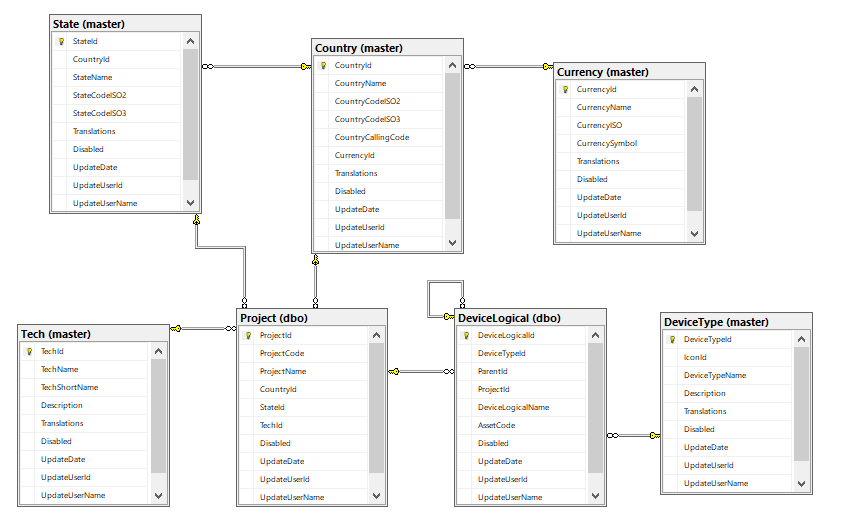 State (master)
StateId
CountryId
StateName
StateCodeISO2
StateCodeISO3
Translations
Disabled
UpdateDate
UpdateUserId
UpdateUserName
Country (master)
CountryId
CountryName
CountryCodeISO2
CountryCodeISO3
CountryCallingCode
CurrencyId
Translations
Disabled
UpdateDate
UpdateUserId
UpdateUserName
Currency (master)
CurrencyId
CurrencyName
CurrencyISO
CurrencySymbol
Translations
Disabled
UpdateDate
UpdateUserId
UpdateUserName
Tech (master)
TechId
TechName
TechShortName
Description
Translations
Disabled
UpdateDate
UpdateUserId
UpdateUserName
Project (dbo)
ProjectId
ProjectCode
ProjectName
CountryId
StateId
TechId
Disabled
UpdateDate
UpdateUserId
UpdateUserName
DeviceLogical (dbo)
DeviceLogicalId
DeviceTypeId
ParentId
ProjectId
DeviceLogicalName
AssetCode
Disabled
UpdateDate
UpdateUserId
UpdateUserName
DeviceType (master)
DeviceTypeId
IconId
DeviceTypeName
Description
Translations
Disabled
UpdateDate
UpdateUserId
UpdateUserName